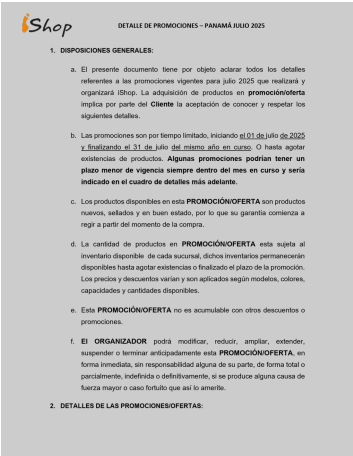 iShop
DETALLE DE PROMOCIONES – PANAMÁ JULIO 2025
1. DISPOSICIONES GENERALES:
a. El presente documento tiene por objeto aclarar todos los detalles
referentes a las promociones vigentes para julio 2025 que realizará y
organizará iShop. La adquisición de productos en promoción/oferta
implica por parte del Cliente la aceptación de conocer y respetar los
siguientes detalles.
b. Las promociones son por tiempo limitado, iniciando el 01 de julio de 2025
y finalizando el 31 de julio del mismo año en curso. O hasta agotar
existencias de productos. Algunas promociones podrían tener un
plazo menor de vigencia siempre dentro del mes en curso y sería
indicado en el cuadro de detalles más adelante.
c. Los productos disponibles en esta PROMOCIÓN/OFERTA son productos
nuevos, sellados y en buen estado, por lo que su garantía comienza a
regir a partir del momento de la compra.
d. La cantidad de productos en PROMOCIÓN/OFERTA esta sujeta al
inventario disponible de cada sucursal, dichos inventarios permanecerán
disponibles hasta agotar existencias o finalizado el plazo de la promoción.
Los precios y descuentos varían y son aplicados según modelos, colores,
capacidades y cantidades disponibles.
e. Esta PROMOCIÓN/OFERTA no es acumulable con otros descuentos o
promociones.
f. El ORGANIZADOR podrá modificar, reducir, ampliar, extender,
suspender o terminar anticipadamente esta PROMOCIÓN/OFERTA, en
forma inmediata, sin responsabilidad alguna de su parte, de forma total o
parcialmente, indefinida o definitivamente, si se produce alguna causa de
fuerza mayor o caso fortuito que así lo amerite.
2. DETALLES DE LAS PROMOCIONES/OFERTAS: